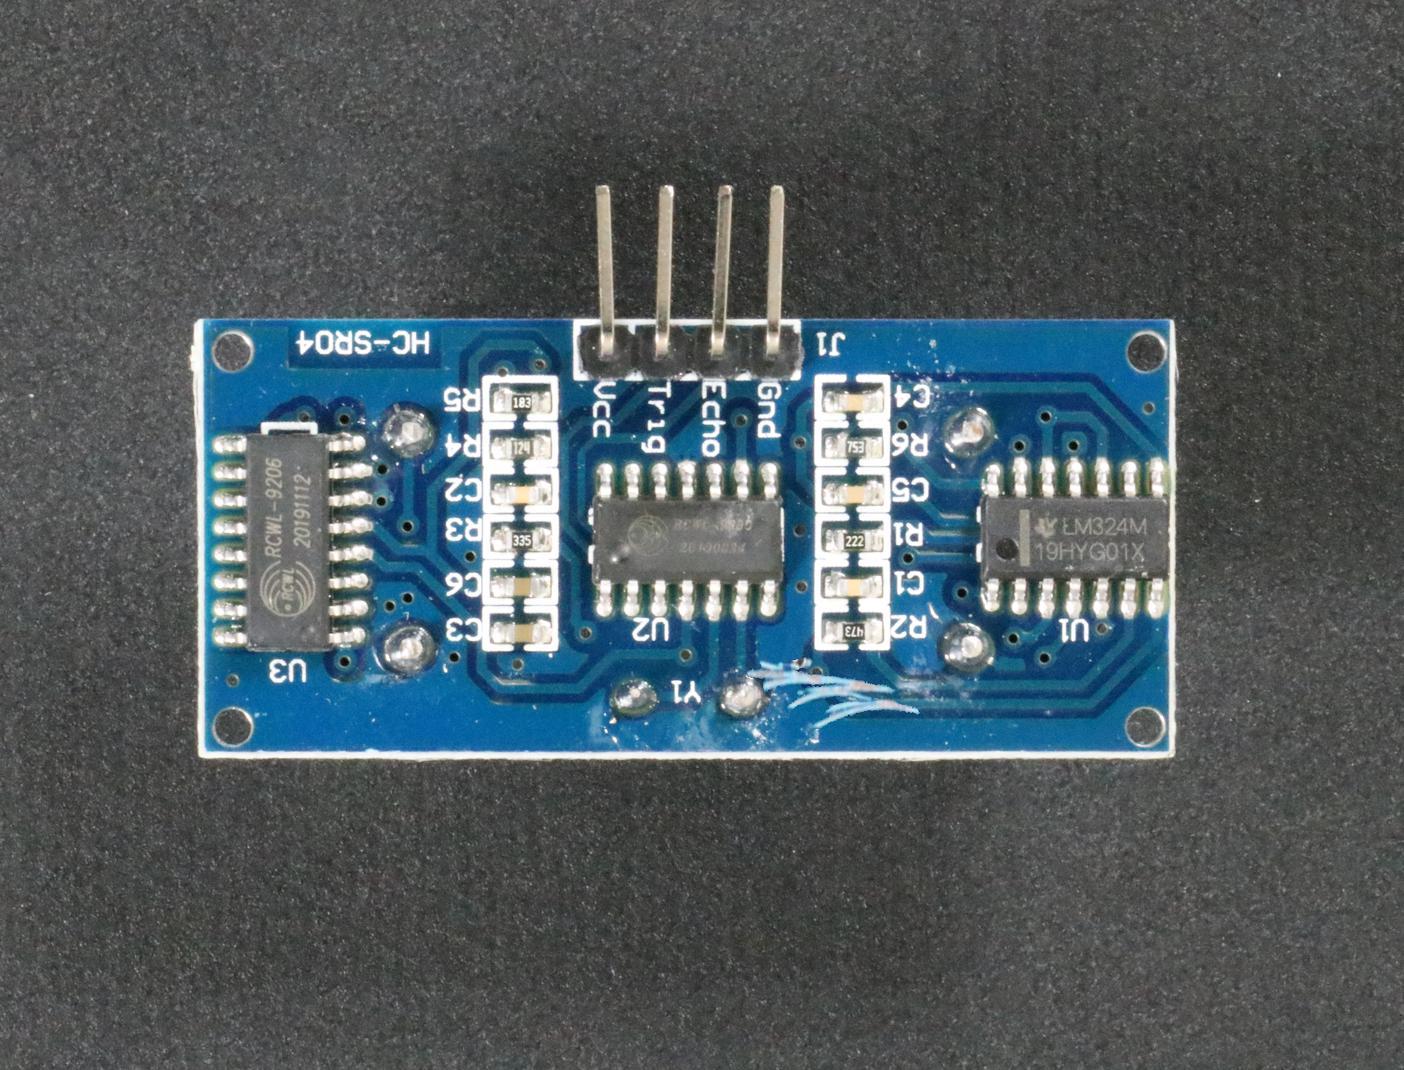 HC-SR04
J1
Vcc
Trig
Echo
Gnd
R5
183
R4
124
C2
R3
335
C6
C3
C4
R6
753
C5
R1
222
C1
R2
473
RCWL-9206
20191112
RCWL
U3
U2
Y1
LM324M
19HYG01X
U1